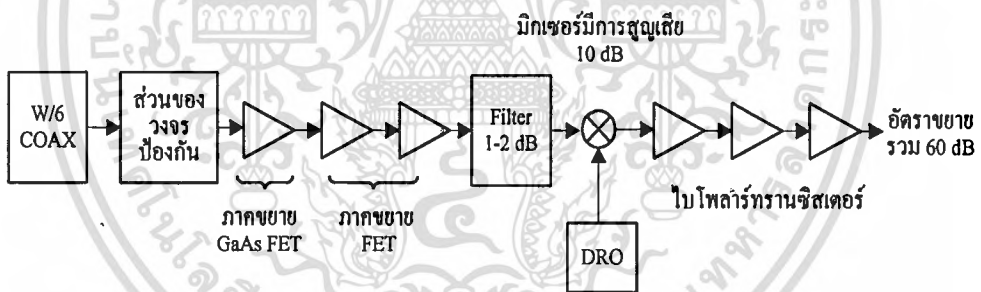 มิกเซอร์มีการสูญเสีย
10 dB
W/6
COAX
ส่วนของ
วงจร
ป้องกัน
Filter
1-2 dB
อัตราขยาย
รวม 60 dB
ภาคขยาย
GaAs FET
ภาคขยาย
FET
ไบโพล่าร์ทรานซิสเตอร์
DRO